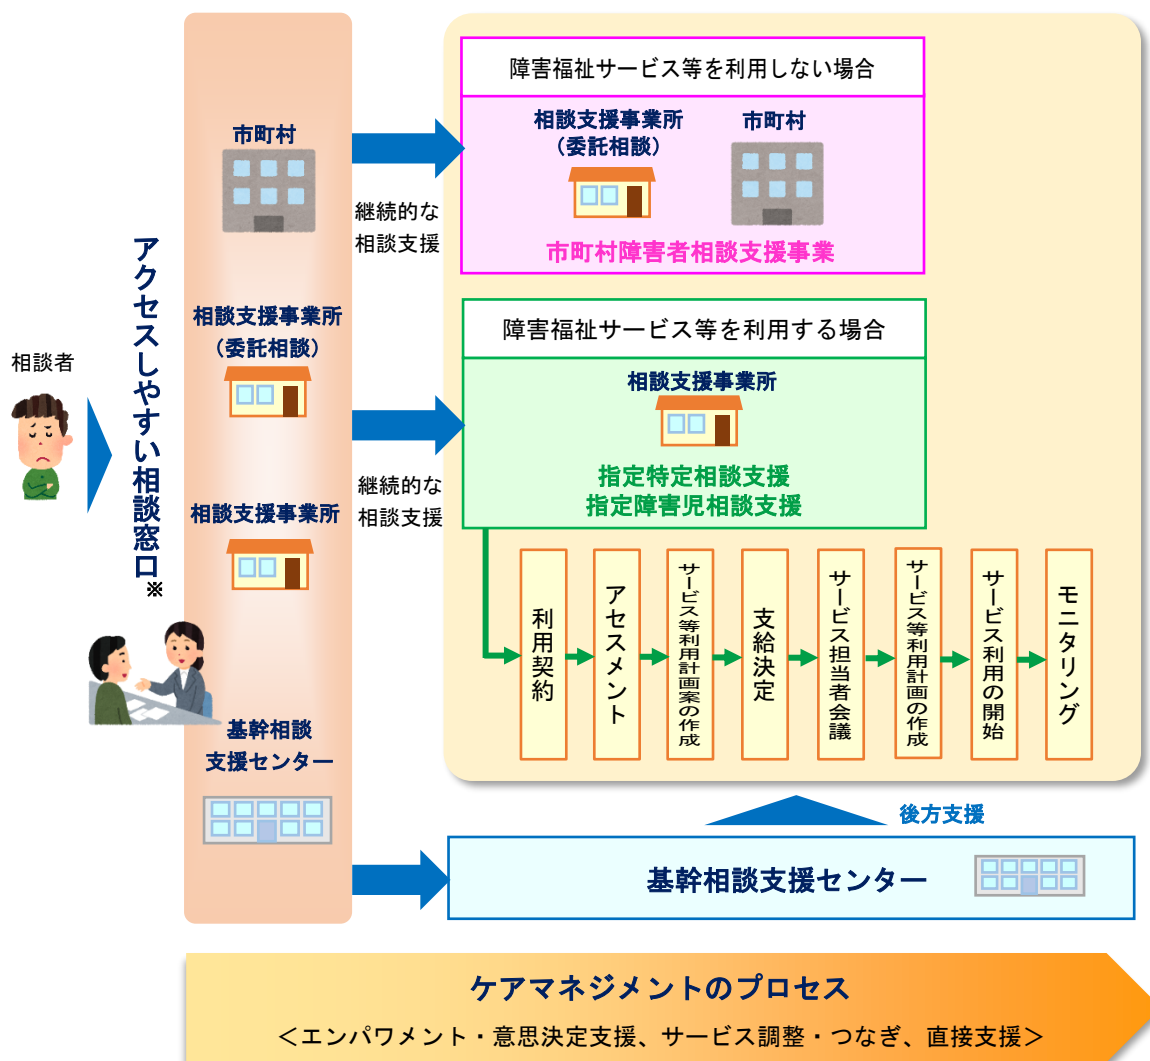 相談者
アクセスしやすい相談窓口※
市町村
相談支援事業所
（委託相談）
相談支援事業所
基幹相談
支援センター
継続的な
相談支援
継続的な
相談支援
障害福祉サービス等を利用しない場合
相談支援事業所
（委託相談）
市町村
市町村障害者相談支援事業
障害福祉サービス等を利用する場合
相談支援事業所
指定特定相談支援
指定障害児相談支援
利用契約
アセスメント
サービス等利用計画案の作成
支給決定
サービス担当者会議
サービス等利用計画の作成
サービス利用の開始
モニタリング
後方支援
基幹相談支援センター
ケアマネジメントのプロセス
＜エンパワメント・意思決定支援、サービス調整・つなぎ、直接支援＞